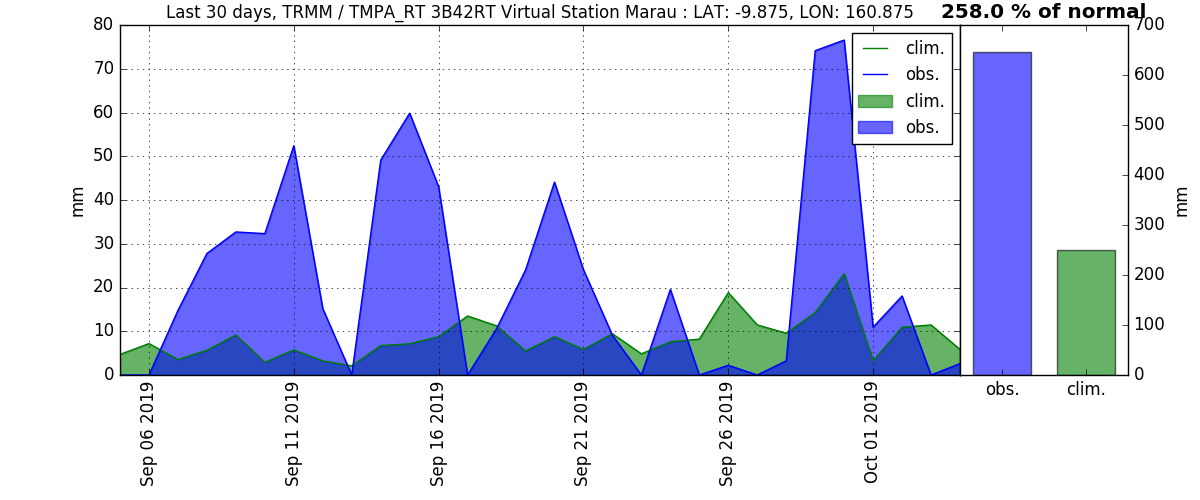 Last 30 days, TRMM / TMPA_RT 3B42RT Virtual Station Marau : LAT: -9.875, LON: 160.875
258.0 % of normal
80
70
60
50
40
30
20
10
0
mm
Sep 06 2019
Sep 11 2019
Sep 16 2019
Sep 21 2019
Sep 26 2019
Oct 01 2019
clim.
obs.
clim.
obs.
700
600
500
400
300
200
100
0
mm
obs.
clim.